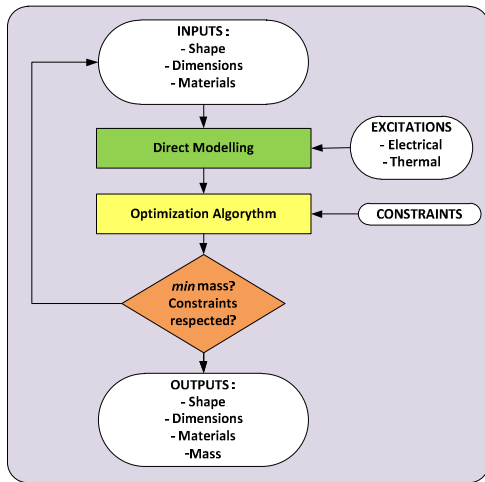 INPUTS:
- Shape
- Dimensions
- Materials
Direct Modelling
EXCITATIONS
- Electrical
- Thermal
Optimization Algorythm
CONSTRAINTS
min mass?
Constraints
respected?
OUTPUTS:
- Shape
- Dimensions
- Materials
-Mass